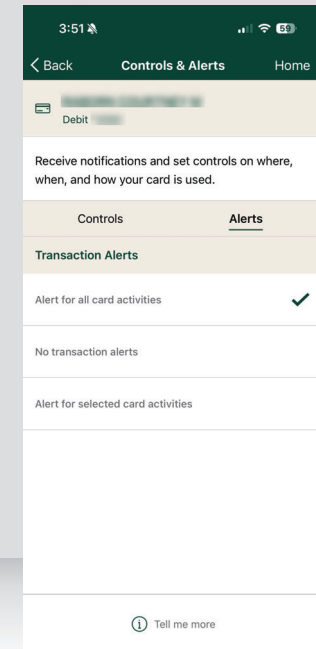 3:51 59
Back Controls & Alerts Home
Debit
Receive notifications and set controls on where,
when, and how your card is used.
Controls Alerts
Transaction Alerts
Alert for all card activities
No transaction alerts
Alert for selected card activities
Tell me more